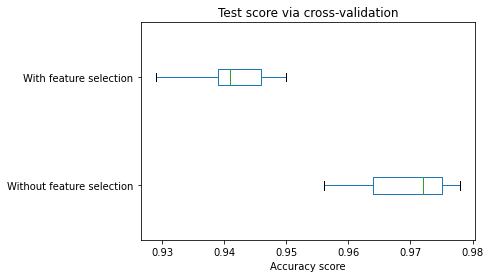 Test score via cross-validation
With feature selection
Without feature selection
0.93 0.94 0.95 0.96 0.97 0.98
Accuracy score